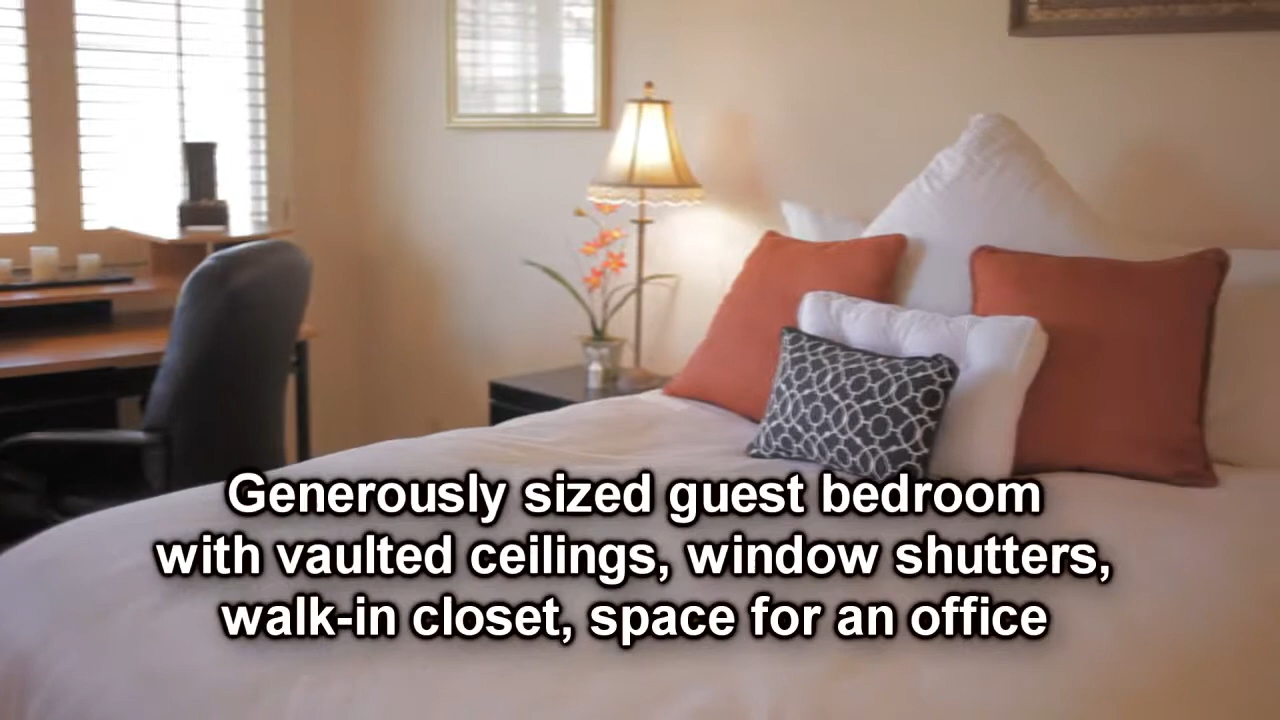 Generously sized guest bedroom
with vaulted ceilings, window shutters,
walk-in closet, space for an office